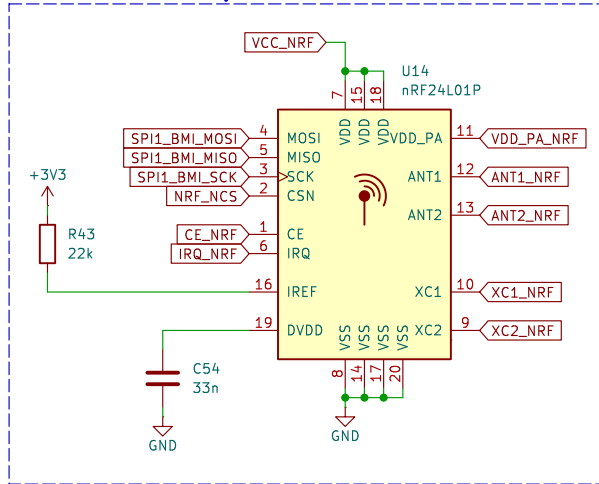 VCC_NRF
U14
nRF24L01P
7
15
18
VDD
VDD
VDD
SPI1_BMI_MOSI 4 MOSI
VDD_PA 11 VDD_PA_NRF
SPI1_BMI_MISO 5 MISO
SPI1_BMI_SCK 3 SCK
ANT1 12 ANT1_NRF
NRF_NCS 2 CSN
ANT2 13 ANT2_NRF
+3V3
R43
22k
CE_NRF 1 CE
IRQ_NRF 6 IRQ
16 IREF
XC1 10 XC1_NRF
19 DVDD
XC2 9 XC2_NRF
VSS
VSS
VSS
VSS
8
14
17
20
C54
33n
GND
GND